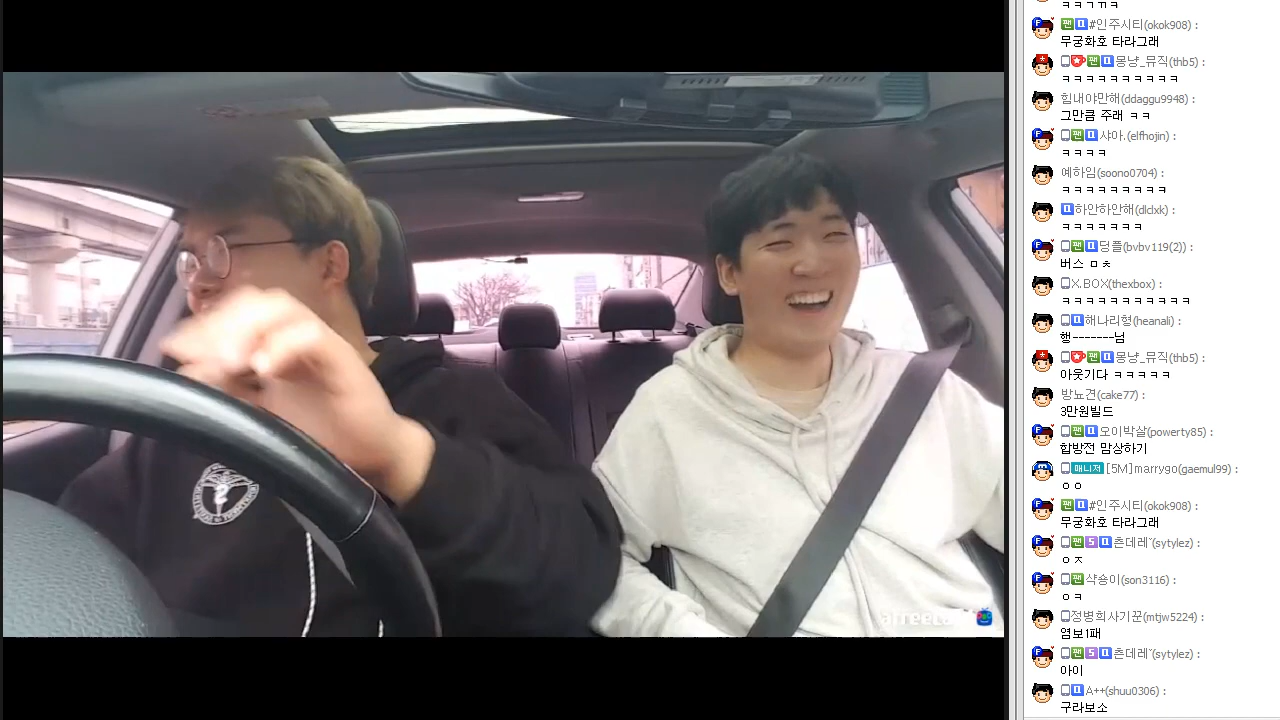 afreeca
ㅋㅋㄱㄲㅋ
F 팬 n #인주시티(okok908) :
무궁화호 타라그래
팬 n 몽냥_뮤직(thb5) :
ㅋㅋㅋㅋㅋㅋㅋㅋㅋㅋ
힘내야만해(ddaggu9948) :
그만큼 주래 ㅋㅋ
F 팬 n 샤아.(elfhojin) :
ㅋㅋㅋㅋ
예하임(soono0704) :
ㅋㅋㅋㅋㅋㅋㅋㅋㅋ
n 하안하안해(dlclxk) :
ㅋㅋㅋㅋㅋㅋㅋ
F 팬 n 덩플(bvbv119(2)) :
버스 ㅁㅊ
X.BOX(thexbox) :
ㅋㅋㅋㅋㅋㅋㅋㅋㅋㅋㅋ
n 해나리형(heanali) :
행-------님
팬 n 몽냥_뮤직(thb5) :
아웃기다 ㅋㅋㅋㅋㅋ
방뇨견(cake77) :
3만원빌드
F 팬 n 오이박살(powerty85) :
합방전 맘상하기
매니저 [5M]marrygo(gaemul99) :
ㅇㅇ
F 팬 n #인주시티(okok908) :
무궁화호 타라그래
F 팬 S n 츤데레~(sytylez) :
ㅇㅈ
F 팬 샥숑이(son3116) :
ㅇㅋ
정병희사기꾼(mtjw5224) :
염보1패
F 팬 S n 츤데레~(sytylez) :
아이
n A++(shuu0306) :
구라보소